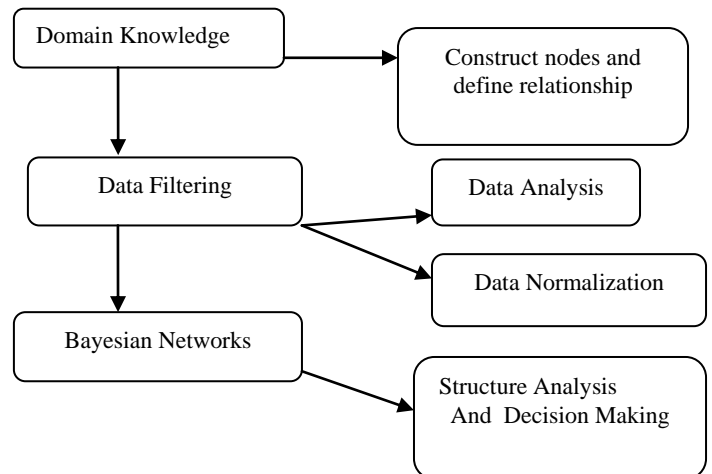 Domain Knowledge
Construct nodes and
define relationship
Data Filtering
Data Analysis
Data Normalization
Bayesian Networks
Structure Analysis
And Decision Making